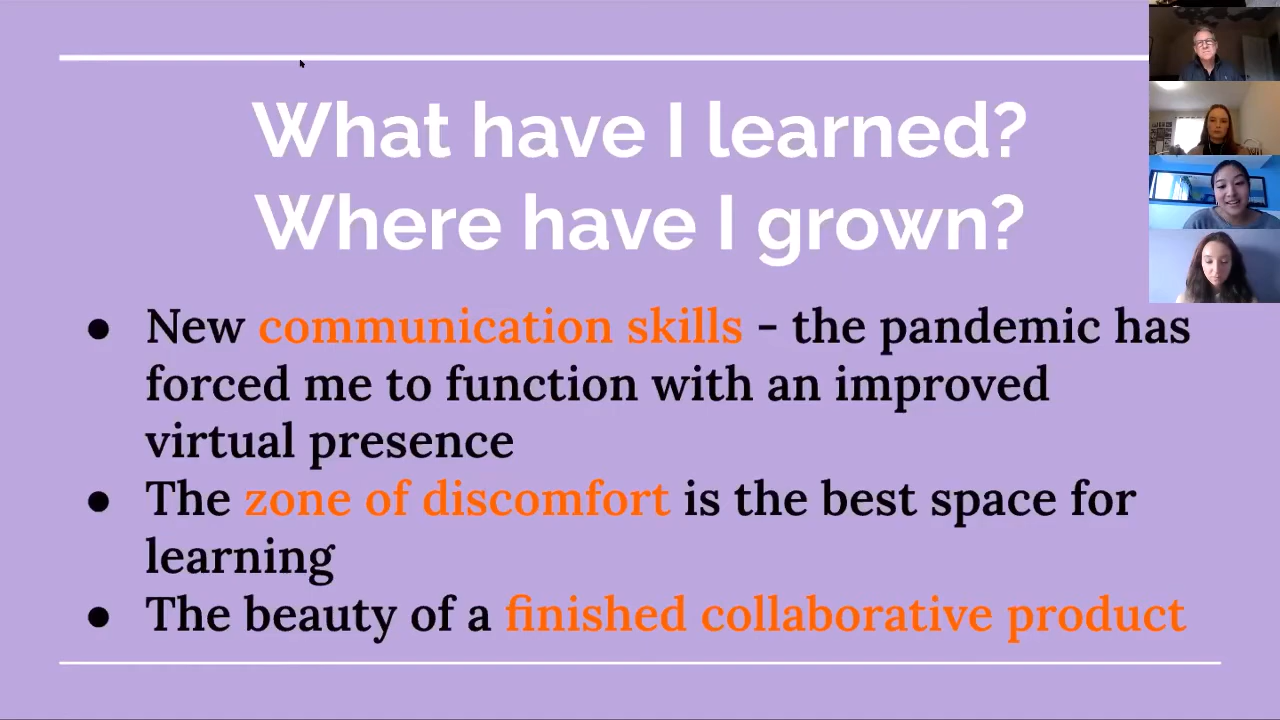 What have I learned?
Where have I grown?
● New communication skills - the pandemic has
forced me to function with an improved
virtual presence
● The zone of discomfort is the best space for
learning
● The beauty of a finished collaborative product